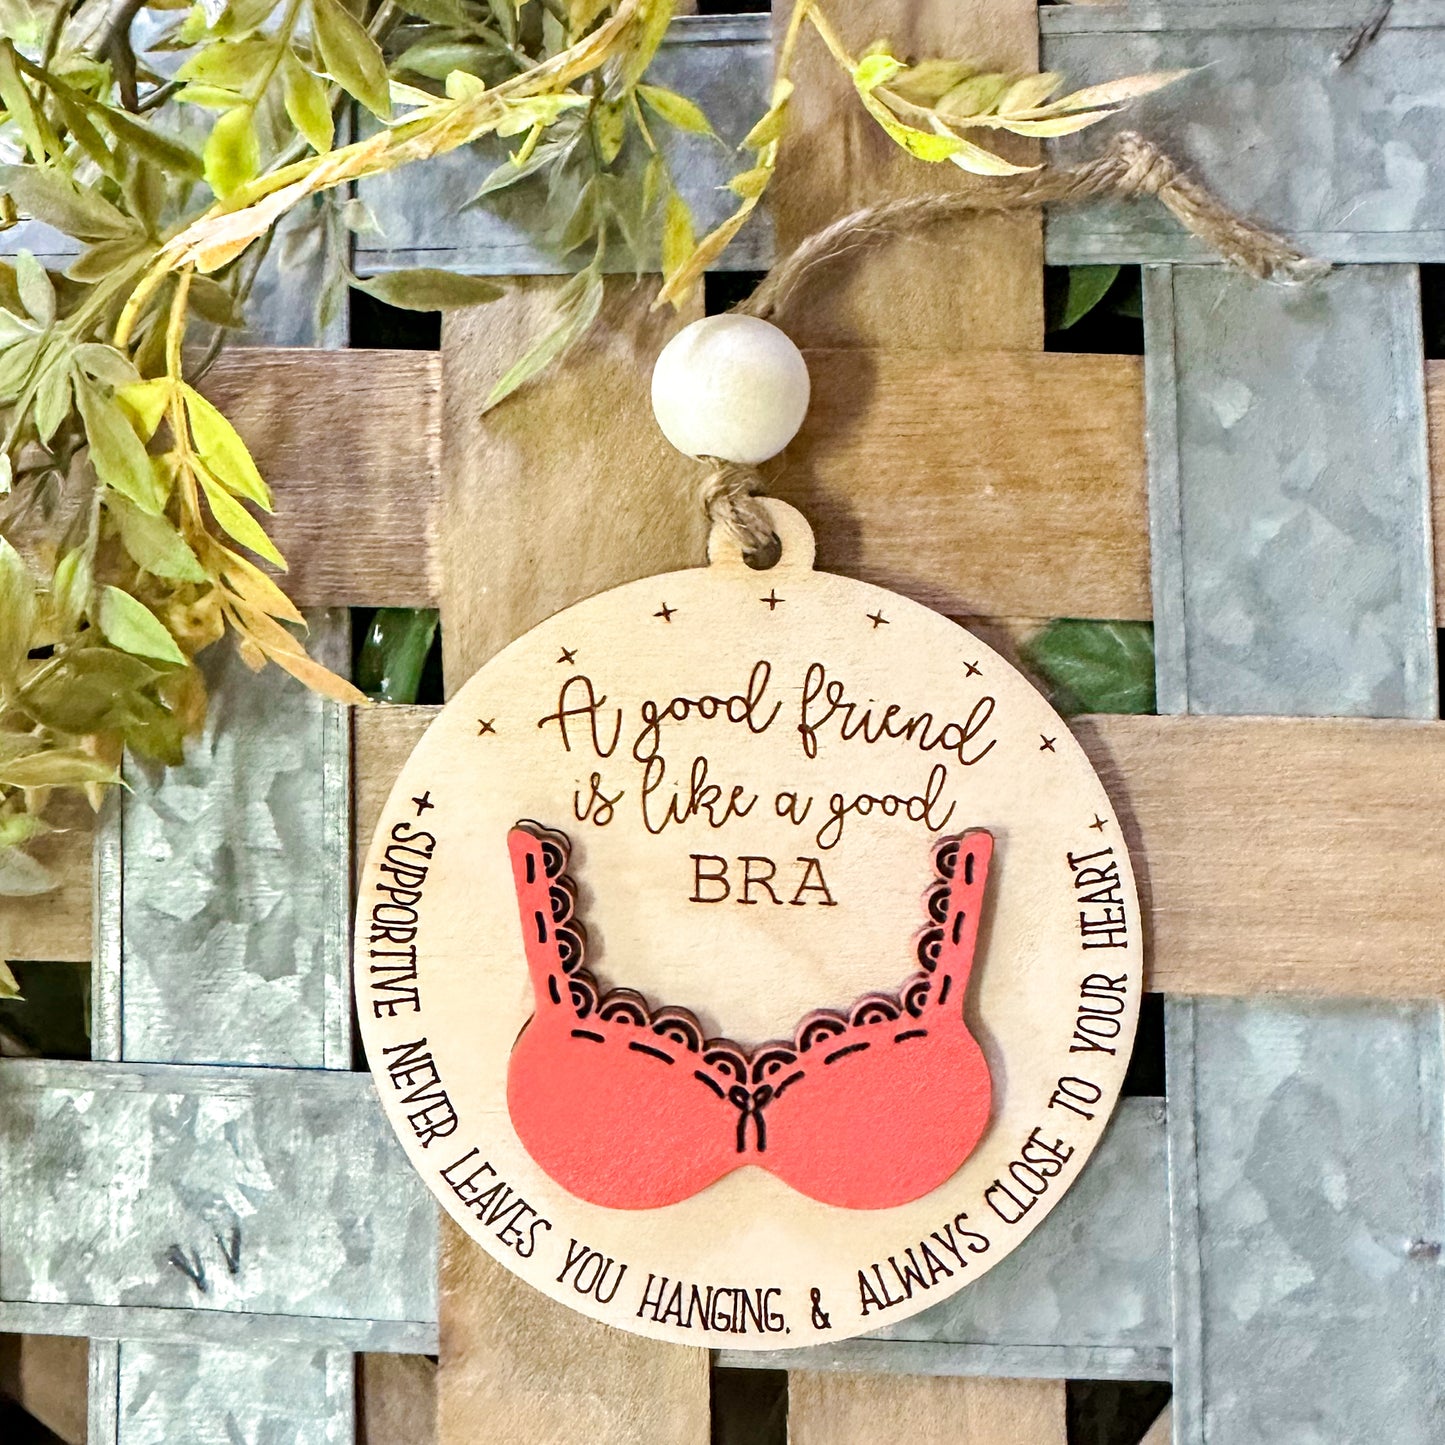 A good friend
is like a good
BRA
+ SUPPORTIVE NEVER LEAVES YOU HANGING, & ALWAYS CLOSE TO YOUR HEART +